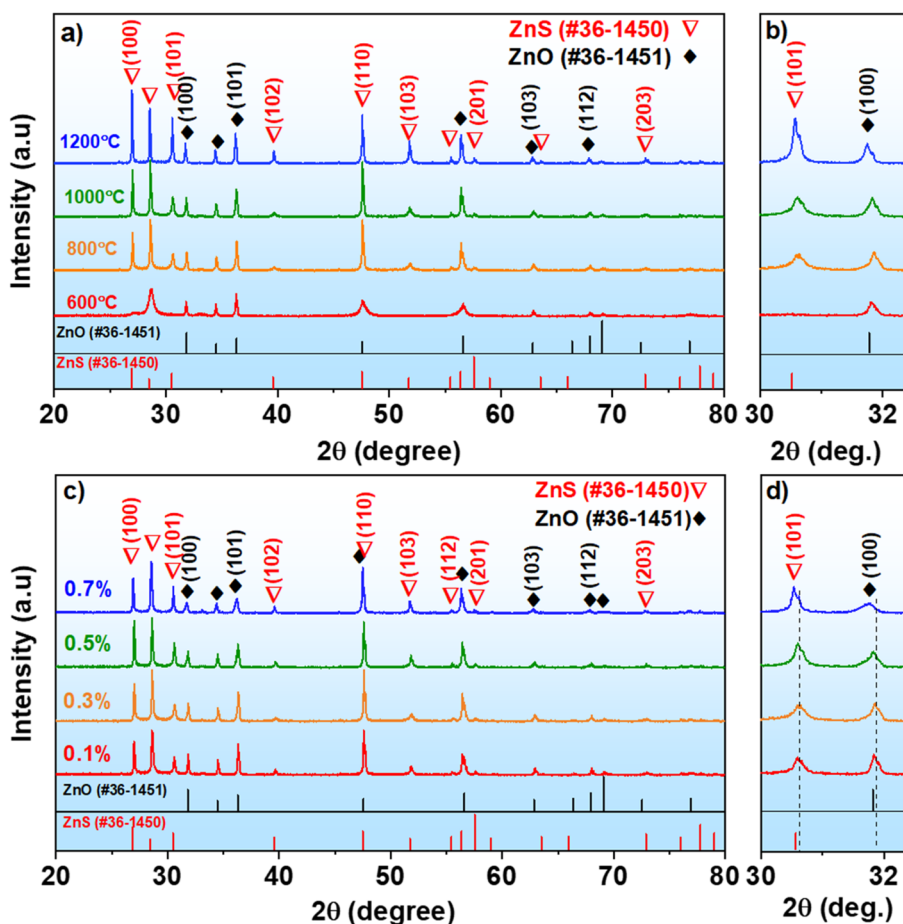 a)
ZnS (#36-1450) ▽
ZnO (#36-1451) ◆
(100)
(101)
(100)
(101)
(102)
(110)
(103)
(201)
(103)
(112)
(203)
1200°C
1000°C
800°C
600°C
ZnO (#36-1451)
ZnS (#36-1450)
Intensity (a.u)
20 30 40 50 60 70 80
2θ (degree)
b)
(101)
(100)
30 32
2θ (deg.)
c)
ZnS (#36-1450)▽
ZnO (#36-1451)◆
(100)
(101)
(100)
(101)
(102)
(110)
(103)
(112)
(201)
(103)
(112)
(203)
0.7%
0.5%
0.3%
0.1%
ZnO (#36-1451)
ZnS (#36-1450)
Intensity (a.u)
20 30 40 50 60 70 80
2θ (degree)
d)
(101)
(100)
30 32
2θ (deg.)